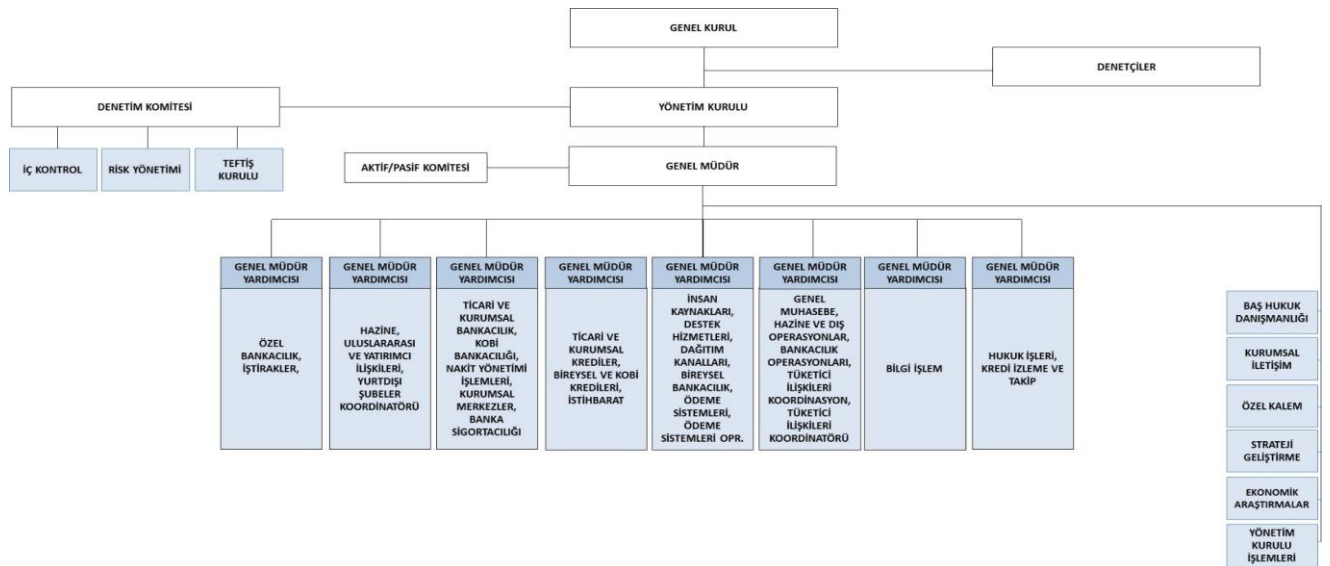 GENEL KURUL
DENETÇİLER
DENETİM KOMİTESİ
YÖNETİM KURULU
İÇ KONTROL
RİSK YÖNETİMİ
TEFTİŞ
KURULU
AKTİF/PASİF KOMİTESİ
GENEL MÜDÜR
GENEL MÜDÜR
YARDIMCISI
ÖZEL
BANKACILIK,
İŞTİRAKLER,
GENEL MÜDÜR
YARDIMCISI
HAZİNE,
ULUSLARARASI
VE YATIRIMCI
İLİŞKİLERİ,
YURTDIŞI
ŞUBELER
KOORDİNATÖRÜ
GENEL MÜDÜR
YARDIMCISI
TİCARİ VE
KURUMSAL
BANKACILIK,
KOBİ
BANKACILIĞI,
NAKİT YÖNETİMİ
İŞLEMLERİ,
KURUMSAL
MERKEZLER,
BANKA
SİGORTACILIĞI
GENEL MÜDÜR
YARDIMCISI
TİCARİ VE
KURUMSAL
KREDİLER,
BİREYSEL VE KOBİ
KREDİLERİ,
İSTİHBARAT
GENEL MÜDÜR
YARDIMCISI
İNSAN
KAYNAKLARI,
DESTEK
HİZMETLERİ,
DAĞITIM
KANALLARI,
BİREYSEL
BANKACILIK,
ÖDEME
SİSTEMLERİ,
ÖDEME
SİSTEMLERİ OPR.
GENEL MÜDÜR
YARDIMCISI
GENEL
MUHASEBE,
HAZİNE VE DIŞ
OPERASYONLAR,
BANKACILIK
OPERASYONLARI,
TÜKETİCİ
İLİŞKİLERİ
KOORDİNASYON,
TÜKETİCİ
İLİŞKİLERİ
KOORDİNATÖRÜ
GENEL MÜDÜR
YARDIMCISI
BİLGİ İŞLEM
GENEL MÜDÜR
YARDIMCISI
HUKUK İŞLERİ,
KREDİ İZLEME VE
TAKİP
BAŞ HUKUK
DANIŞMANLIĞI
KURUMSAL
İLETİŞİM
ÖZEL KALEM
STRATEJİ
GELİŞTİRME
EKONOMİK
ARAŞTIRMALAR
YÖNETİM
KURULU
İŞLEMLERİ